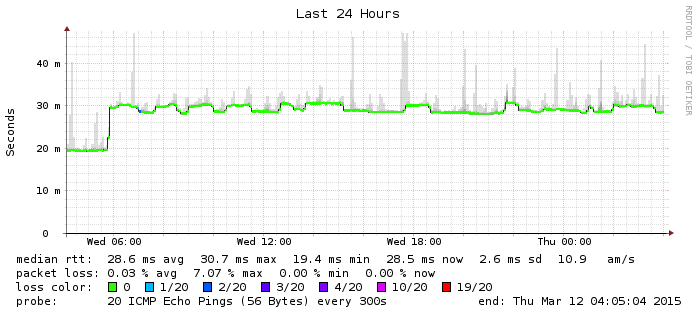 Last 24 Hours
RRDTOOL / TOBI OETIKER
Seconds
40 m
30 m
20 m
10 m
0
Wed 06:00 Wed 12:00 Wed 18:00 Thu 00:00
median rtt: 28.6 ms avg 30.7 ms max 19.4 ms min 28.5 ms now 2.6 ms sd 10.9 am/s
packet loss: 0.03 % avg 7.07 % max 0.00 % min 0.00 % now
loss color: 0 1/20 2/20 3/20 4/20 10/20 19/20
probe: 20 ICMP Echo Pings (56 Bytes) every 300s end: Thu Mar 12 04:05:04 2015